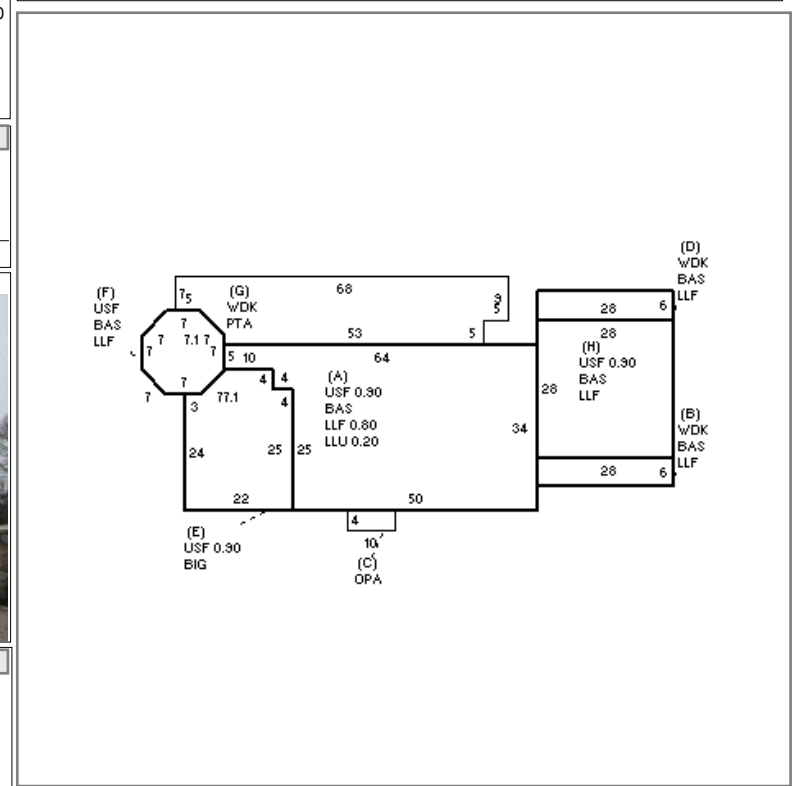 (D)
WDK
BAS
LLF
(F)
USF
BAS
LLF
7
5
(G)
WDK
PTA
68
9
5
28
6
28
(H)
USF 0.90
BAS
LLF
7
7
7.1
7
7
7
53
5
64
5
10
4
4
4
(A)
USF 0.90
BAS
LLF 0.80
LLU 0.20
28
34
7
7
77.1
3
24
25
25
(B)
WDK
BAS
LLF
28
6
22
50
(E)
USF 0.90
BIG
4
10
(C)
OPA